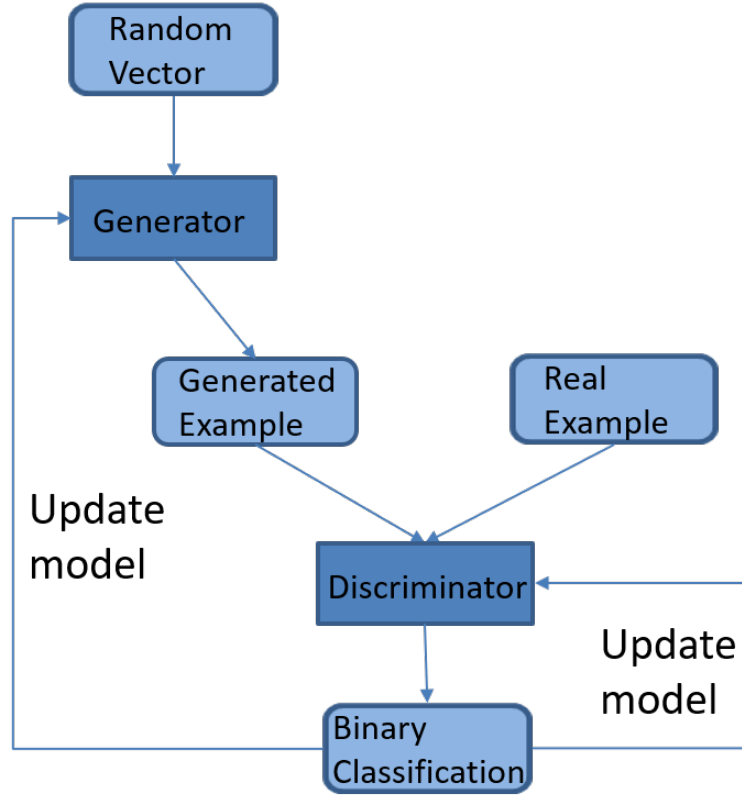 Random
Vector
Generator
Generated
Example
Real
Example
Update
model
Discriminator
Update
model
Binary
Classification